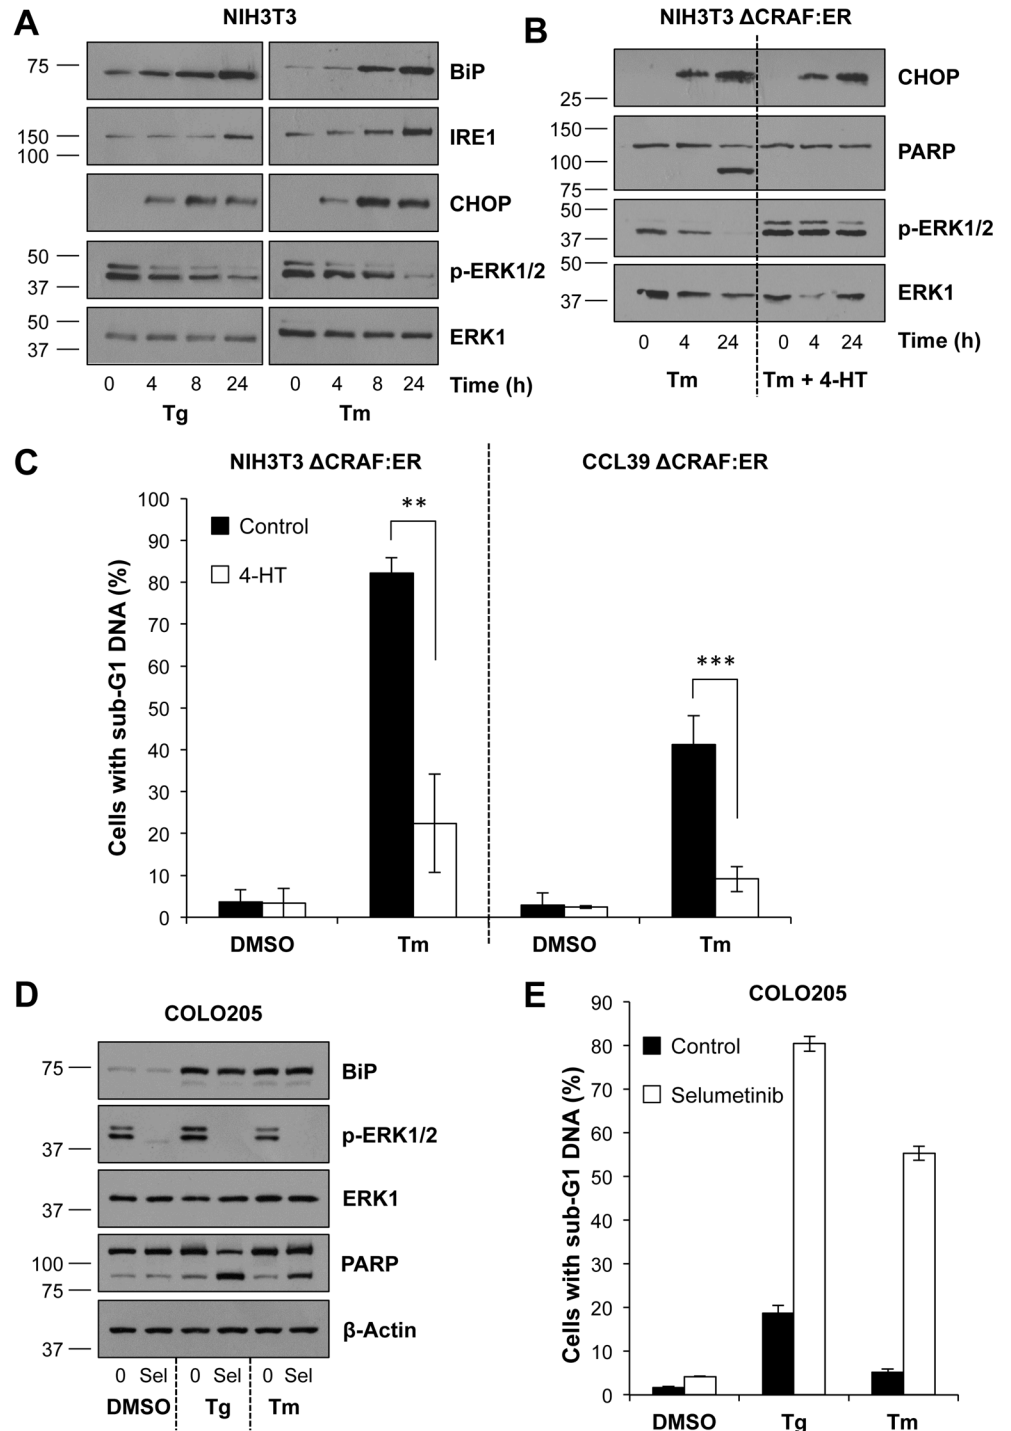 A
NIH3T3
75
BiP
150
100
IRE1
CHOP
50
37
p-ERK1/2
50
37
ERK1
0 4 8 24 0 4 8 24 Time (h)
Tg Tm
B
NIH3T3 ΔCRAF:ER
25
CHOP
150
100
75
PARP
50
37
p-ERK1/2
50
37
ERK1
0 4 24 0 4 24 Time (h)
Tm Tm + 4-HT
C
NIH3T3 ΔCRAF:ER CCL39 ΔCRAF:ER
Cells with sub-G1 DNA (%)
100
90
80
70
60
50
40
30
20
10
0
Control
4-HT
**
***
DMSO Tm DMSO Tm
D
COLO205
75
BiP
37
p-ERK1/2
37
ERK1
100
75
PARP
37
β-Actin
0 Sel 0 Sel 0 Sel
DMSO Tg Tm
E
COLO205
Cells with sub-G1 DNA (%)
90
80
70
60
50
40
30
20
10
0
Control
Selumetinib
DMSO Tg Tm